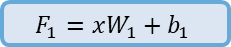 F₁ = xW₁ + b₁